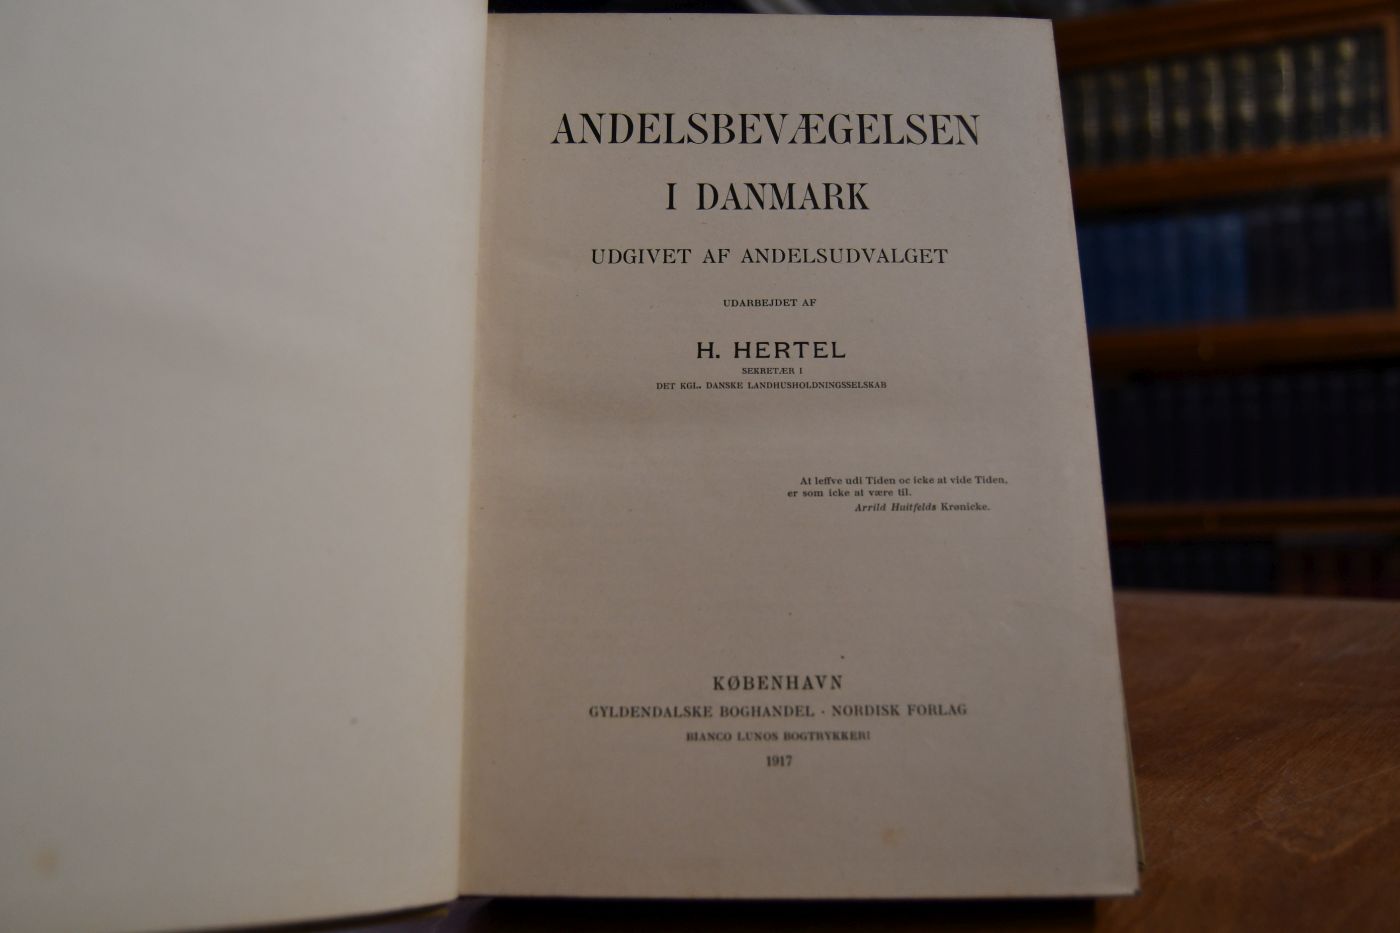 ANDELSBEVÆGELSEN
I DANMARK
UDGIVET AF ANDELSUDVALGET
UDARBEJDET AF
H. HERTEL
SEKRETÆR I
DET KGL. DANSKE LANDHUSHOLDNINGSSELSKAB
At leffve udi Tiden oc icke at vide Tiden,
er som icke at være til.
Arrild Huitfelds Krønicke.
KØBENHAVN
GYLDENDALSKE BOGHANDEL · NORDISK FORLAG
BIANCO LUNOS BOGTRYKKERI
1917